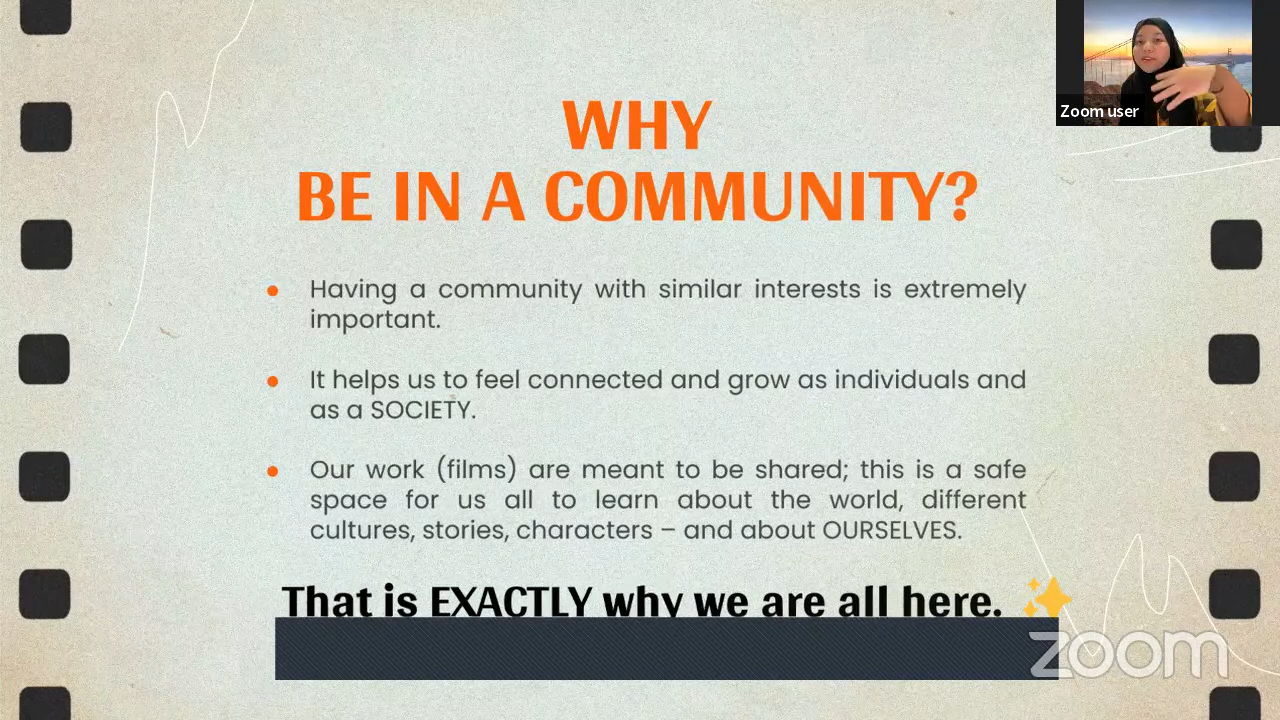 WHY
BE IN A COMMUNITY?
Zoom user
● Having a community with similar interests is extremely
important.
● It helps us to feel connected and grow as individuals and
as a SOCIETY.
● Our work (films) are meant to be shared; this is a safe
space for us all to learn about the world, different
cultures, stories, characters – and about OURSELVES.
That is EXACTLY why we are all here. ✨
zoom